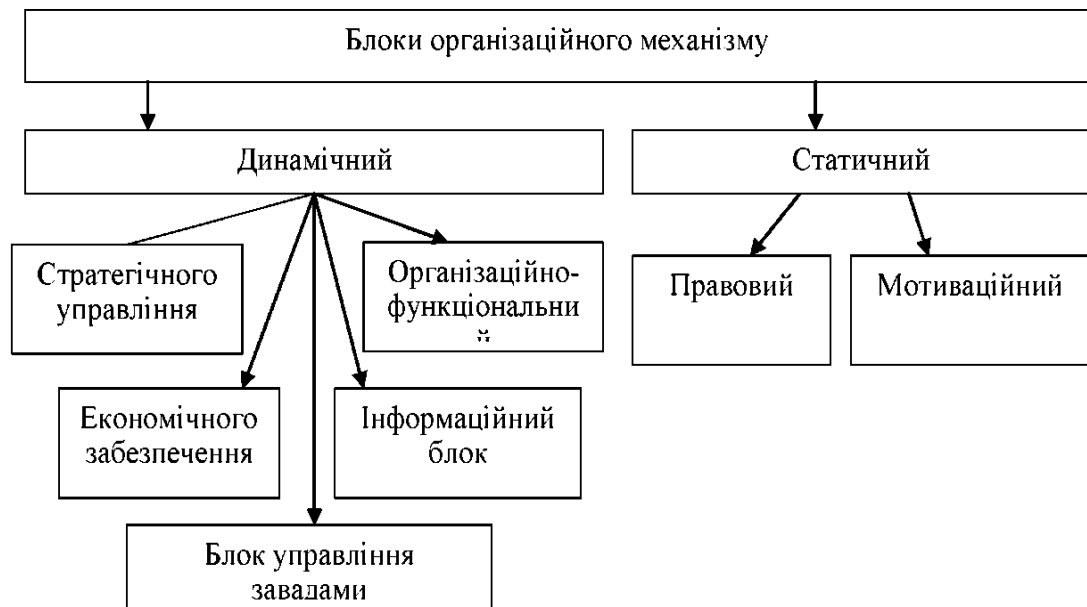 Блоки організаційного механізму
Динамічний
Статичний
Стратегічного
управління
Організаційно-
функціональни
й
Правовий
Мотиваційний
Економічного
забезпечення
Інформаційний
блок
Блок управління
завадами